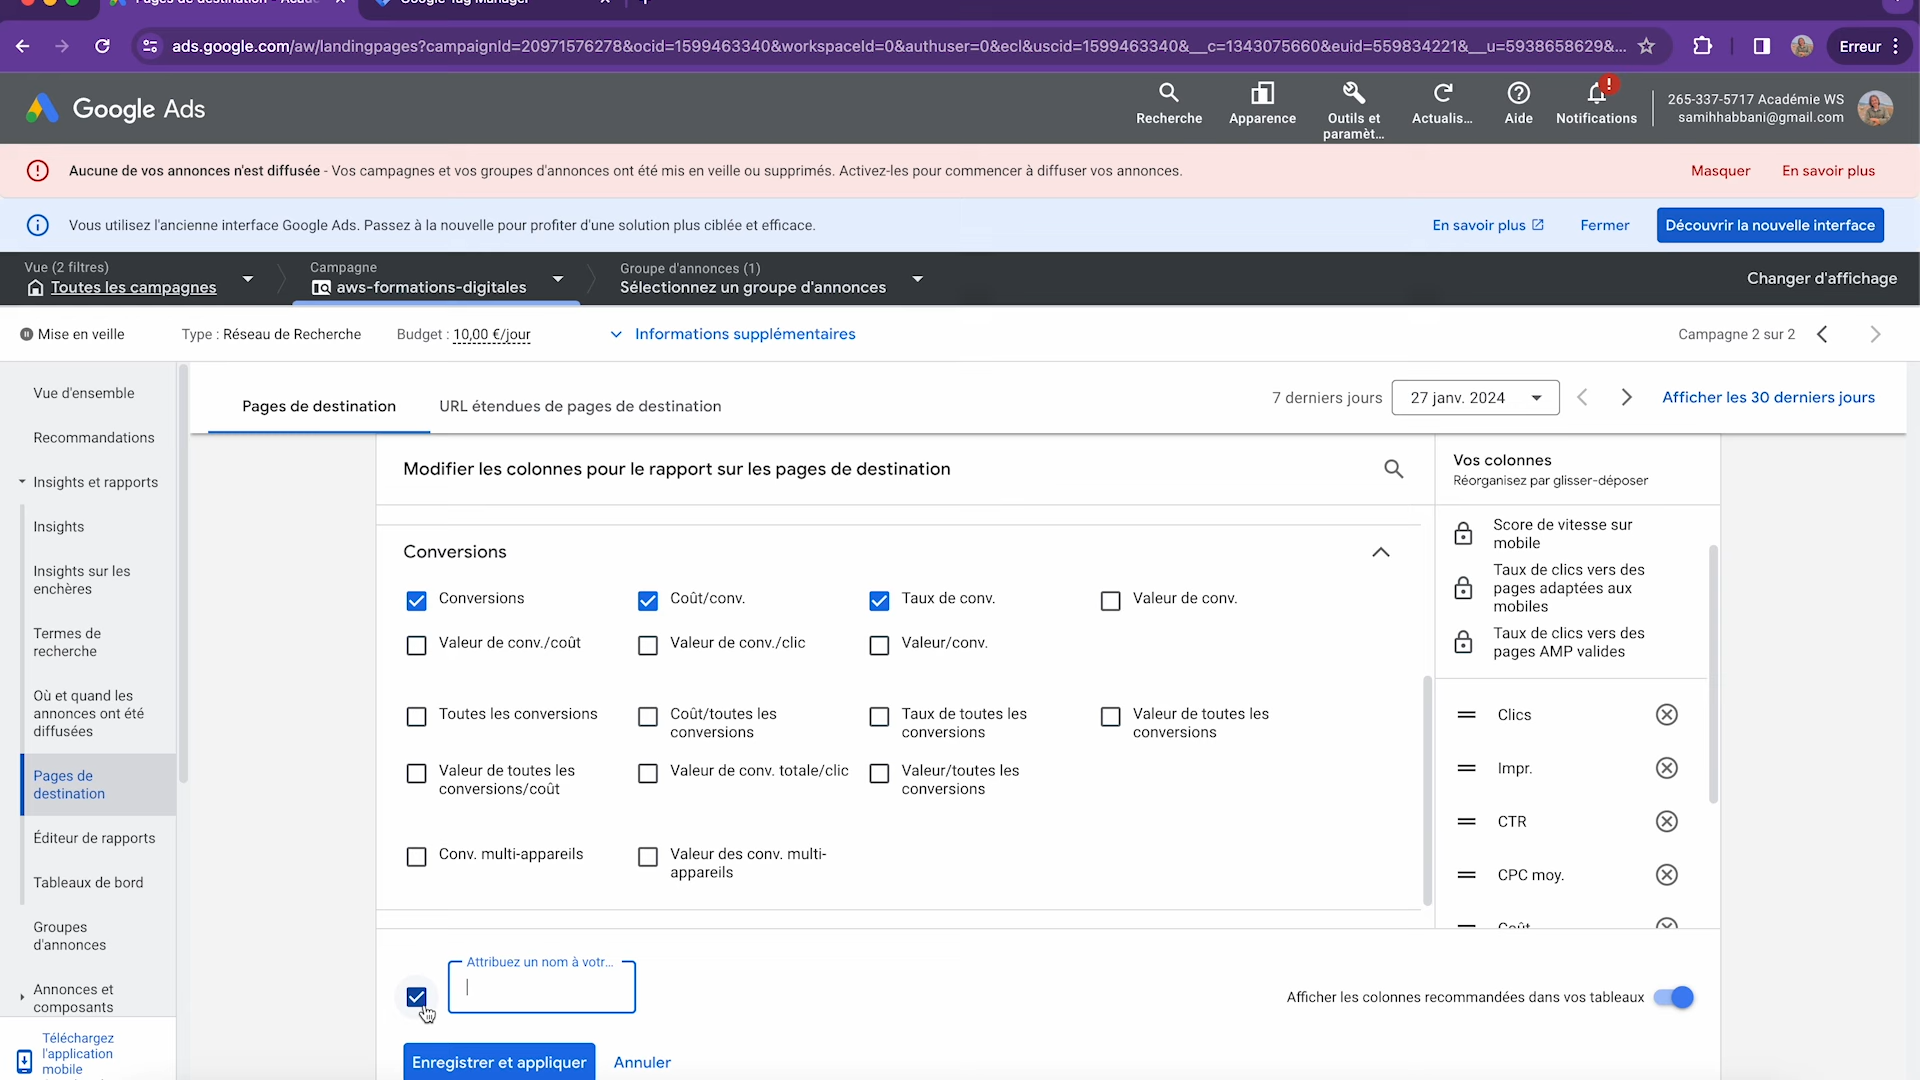 Google Tag Manager
ads.google.com/aw/landingpages?campaignId=20971576278&ocid=1599463340&workspaceId=0&authuser=0&ecl&uscid=1599463340&__c=1343075660&euid=559834221&__u=5938658629&...
Erreur
Google Ads
Recherche
Apparence
Outils et
paramèt...
Actualis...
Aide
Notifications
265-337-5717 Académie WS
samihhabbani@gmail.com
Aucune de vos annonces n'est diffusée - Vos campagnes et vos groupes d'annonces ont été mis en veille ou supprimés. Activez-les pour commencer à diffuser vos annonces.
Masquer
En savoir plus
Vous utilisez l'ancienne interface Google Ads. Passez à la nouvelle pour profiter d'une solution plus ciblée et efficace.
En savoir plus
Fermer
Découvrir la nouvelle interface
Vue (2 filtres)
Toutes les campagnes
Campagne
aws-formations-digitales
Groupe d'annonces (1)
Sélectionnez un groupe d'annonces
Changer d'affichage
Mise en veille
Type : Réseau de Recherche
Budget : 10,00 €/jour
Informations supplémentaires
Campagne 2 sur 2
Vue d'ensemble
Recommandations
Insights et rapports
Insights
Insights sur les
enchères
Termes de
recherche
Où et quand les
annonces ont été
diffusées
Pages de
destination
Éditeur de rapports
Tableaux de bord
Groupes
d'annonces
Annonces et
composants
Téléchargez
l'application
mobile
Pages de destination
URL étendues de pages de destination
7 derniers jours
27 janv. 2024
Afficher les 30 derniers jours
Modifier les colonnes pour le rapport sur les pages de destination
Conversions
Conversions
Coût/conv.
Taux de conv.
Valeur de conv.
Valeur de conv./coût
Valeur de conv./clic
Valeur/conv.
Toutes les conversions
Coût/toutes les
conversions
Taux de toutes les
conversions
Valeur de toutes les
conversions
Valeur de toutes les
conversions/coût
Valeur de conv. totale/clic
Valeur/toutes les
conversions
Conv. multi-appareils
Valeur des conv. multi-
appareils
Vos colonnes
Réorganisez par glisser-déposer
Score de vitesse sur
mobile
Taux de clics vers des
pages adaptées aux
mobiles
Taux de clics vers des
pages AMP valides
Clics
Impr.
CTR
CPC moy.
Coût
Attribuez un nom à votr...
Afficher les colonnes recommandées dans vos tableaux
Enregistrer et appliquer
Annuler